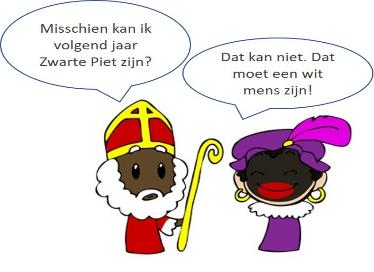 Misschien kan ik
volgend jaar
Zwarte Piet zijn?
Dat kan niet. Dat
moet een wit
mens zijn!